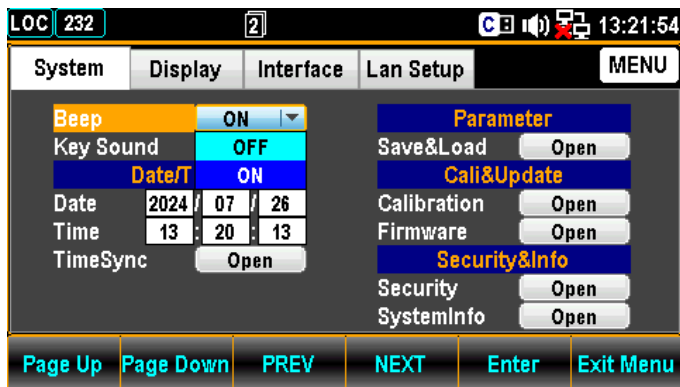 LOC 232 2 C 13:21:54
System Display Interface Lan Setup MENU
Beep ON
Key Sound OFF
ON
Date/T
Date 2024 / 07 / 26
Time 13 : 20 : 13
TimeSync Open
Parameter
Save&Load Open
Cali&Update
Calibration Open
Firmware Open
Security&Info
Security Open
SystemInfo Open
Page Up Page Down PREV NEXT Enter Exit Menu